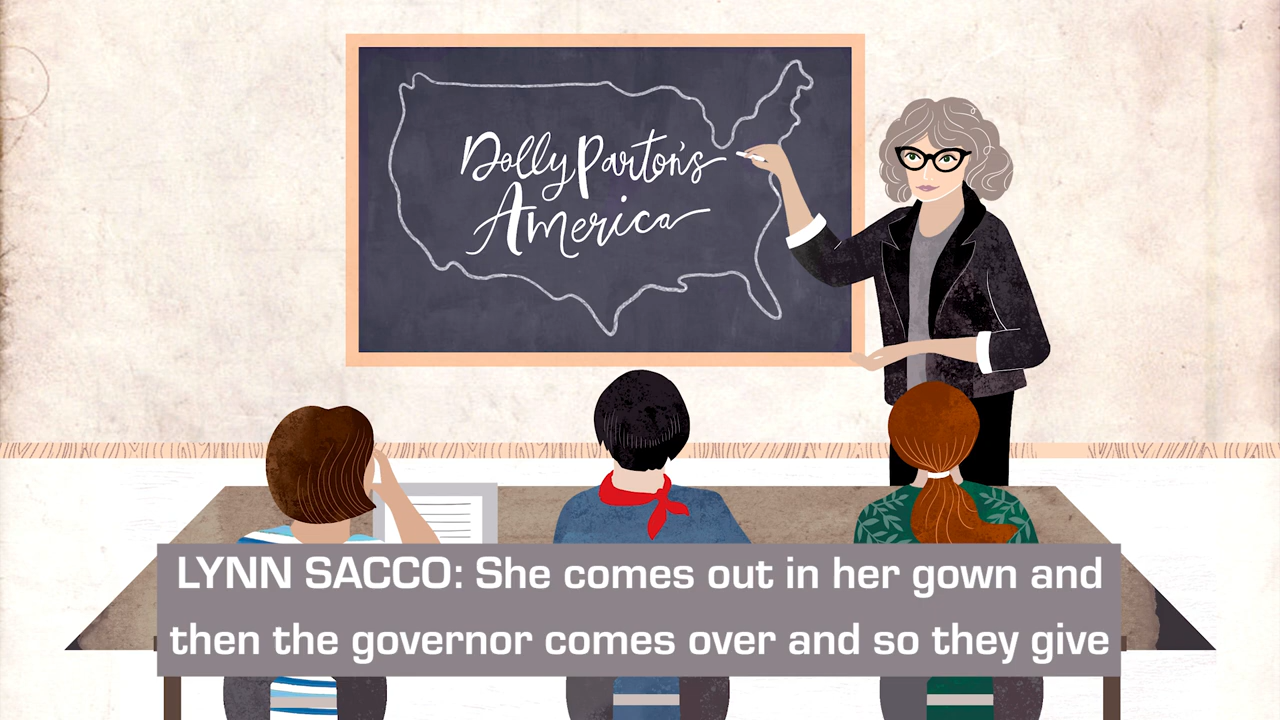 Dolly Parton's
America
LYNN SACCO: She comes out in her gown and
then the governor comes over and so they give